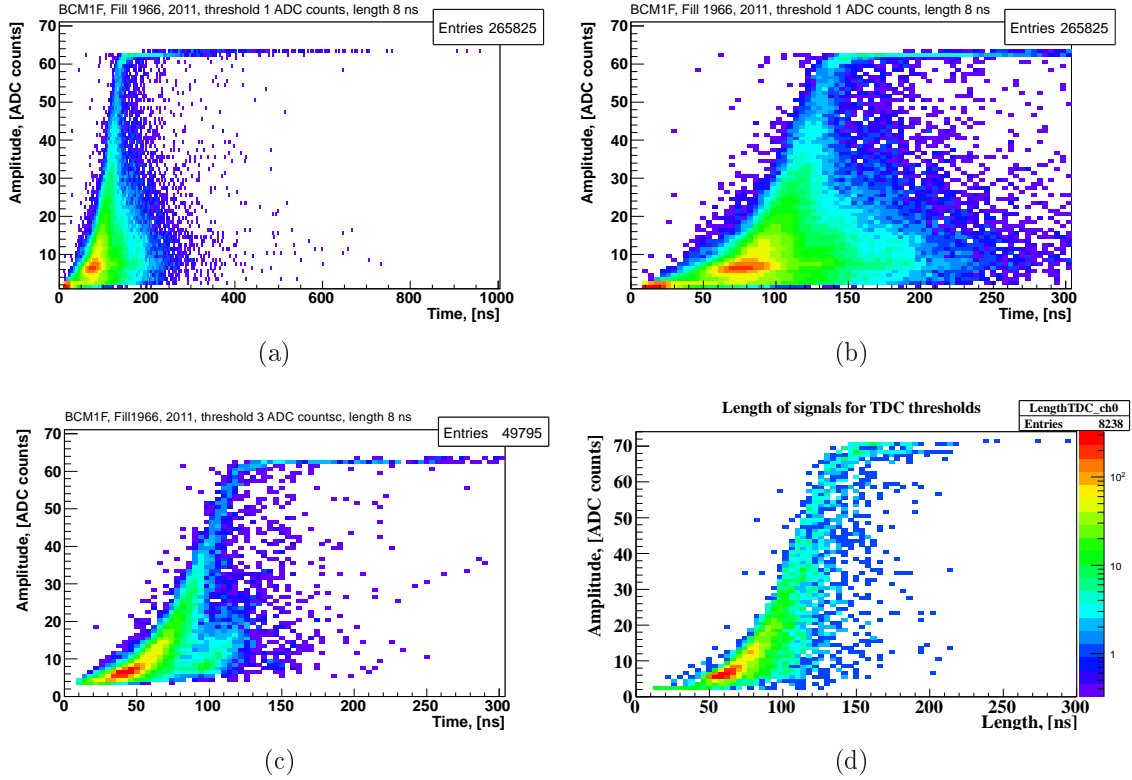 BCM1F, Fill 1966, 2011, threshold 1 ADC counts, length 8 ns
Entries 265825
Amplitude, [ADC counts]
70
60
50
40
30
20
10
0
0 200 400 600 800 1000
Time, [ns]
(a)
BCM1F, Fill 1966, 2011, threshold 1 ADC counts, length 8 ns
Entries 265825
Amplitude, [ADC counts]
70
60
50
40
30
20
10
0
0 50 100 150 200 250 300
Time, [ns]
(b)
BCM1F, Fill1966, 2011, threshold 3 ADC countsc, length 8 ns
Entries 49795
Amplitude, [ADC counts]
70
60
50
40
30
20
10
0
0 50 100 150 200 250 300
Time, [ns]
(c)
Length of signals for TDC thresholds
LengthTDC_ch0
Entries 8238
Amplitude, [ADC counts]
70
60
50
40
30
20
10
0
0 50 100 150 200 250 300
Length, [ns]
10²
10
1
(d)